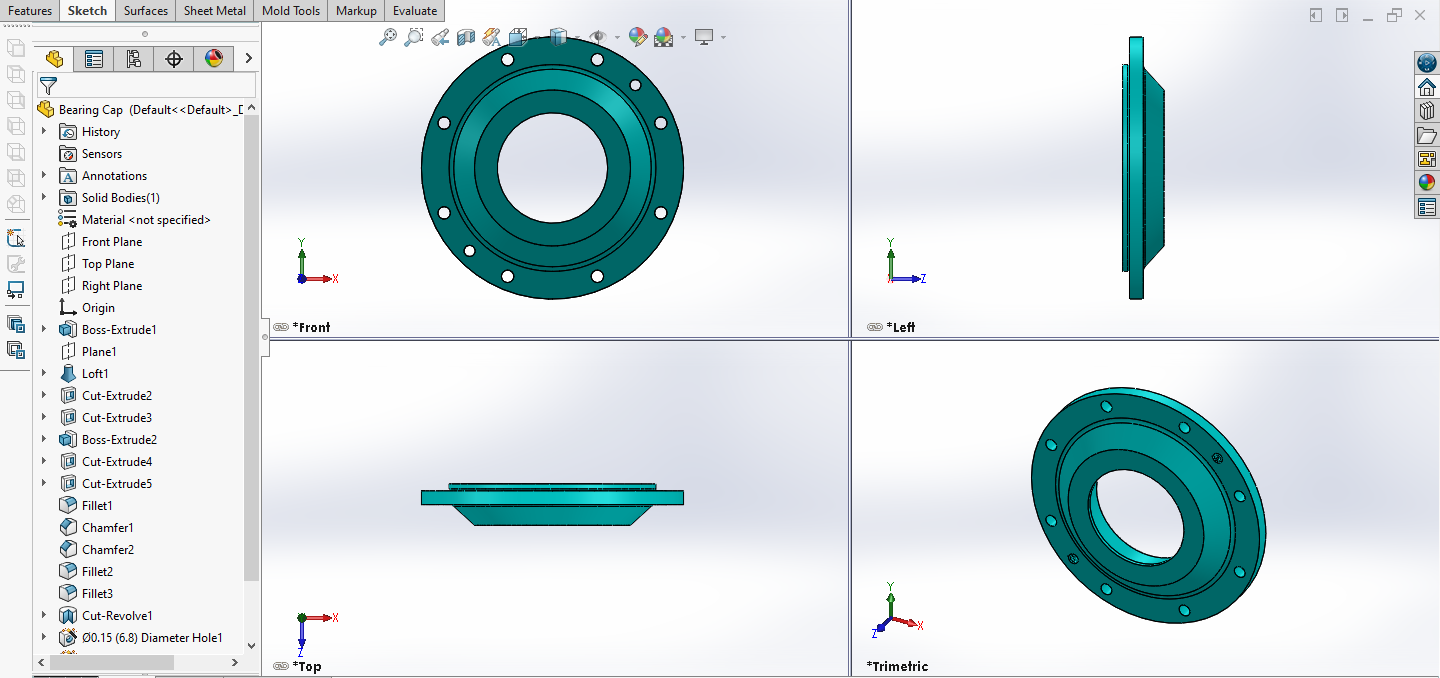 Features Sketch Surfaces Sheet Metal Mold Tools Markup Evaluate
Bearing Cap (Default<<Default>_D
History
Sensors
Annotations
Solid Bodies(1)
Material <not specified>
Front Plane
Top Plane
Right Plane
Origin
Boss-Extrude1
Plane1
Loft1
Cut-Extrude2
Cut-Extrude3
Boss-Extrude2
Cut-Extrude4
Cut-Extrude5
Fillet1
Chamfer1
Chamfer2
Fillet2
Fillet3
Cut-Revolve1
Ø0.15 (6.8) Diameter Hole1
Y
X
*Front
Y
X Z
*Left
X
Z
*Top
Y
X
Z
*Trimetric